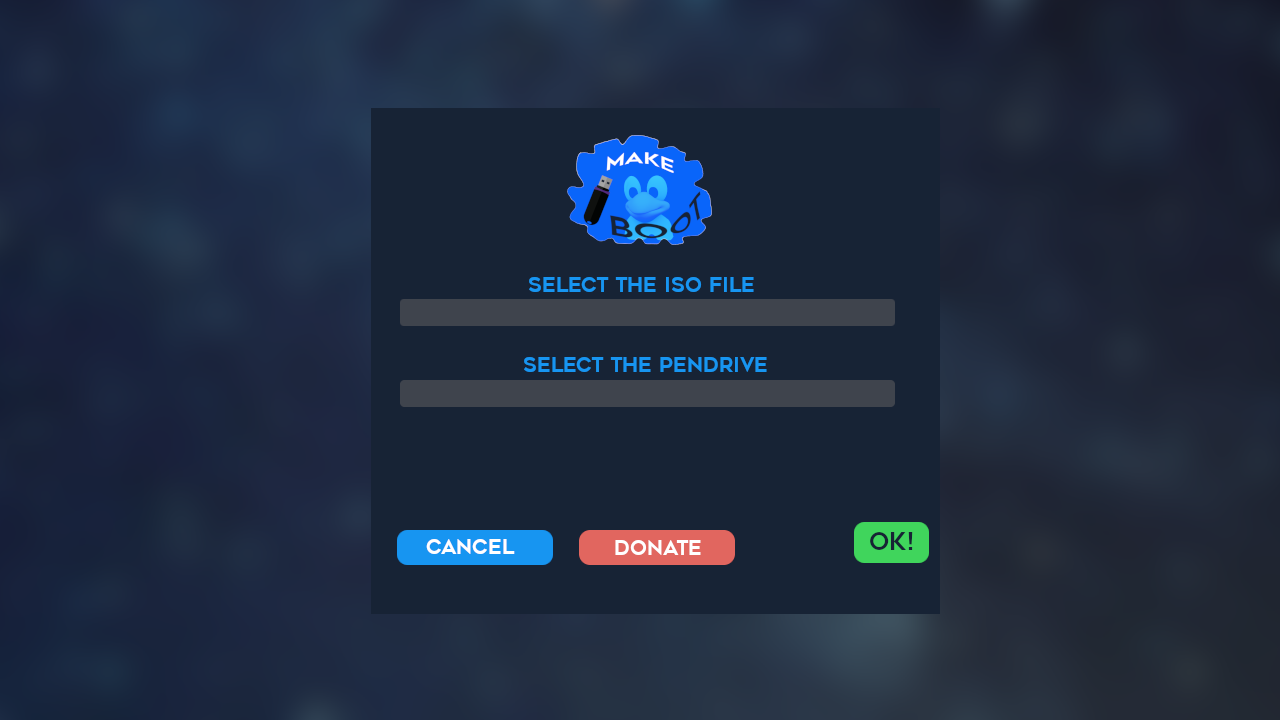 MAKE
BOOT
SELECT THE ISO FILE
SELECT THE PENDRIVE
CANCEL
DONATE
OK!